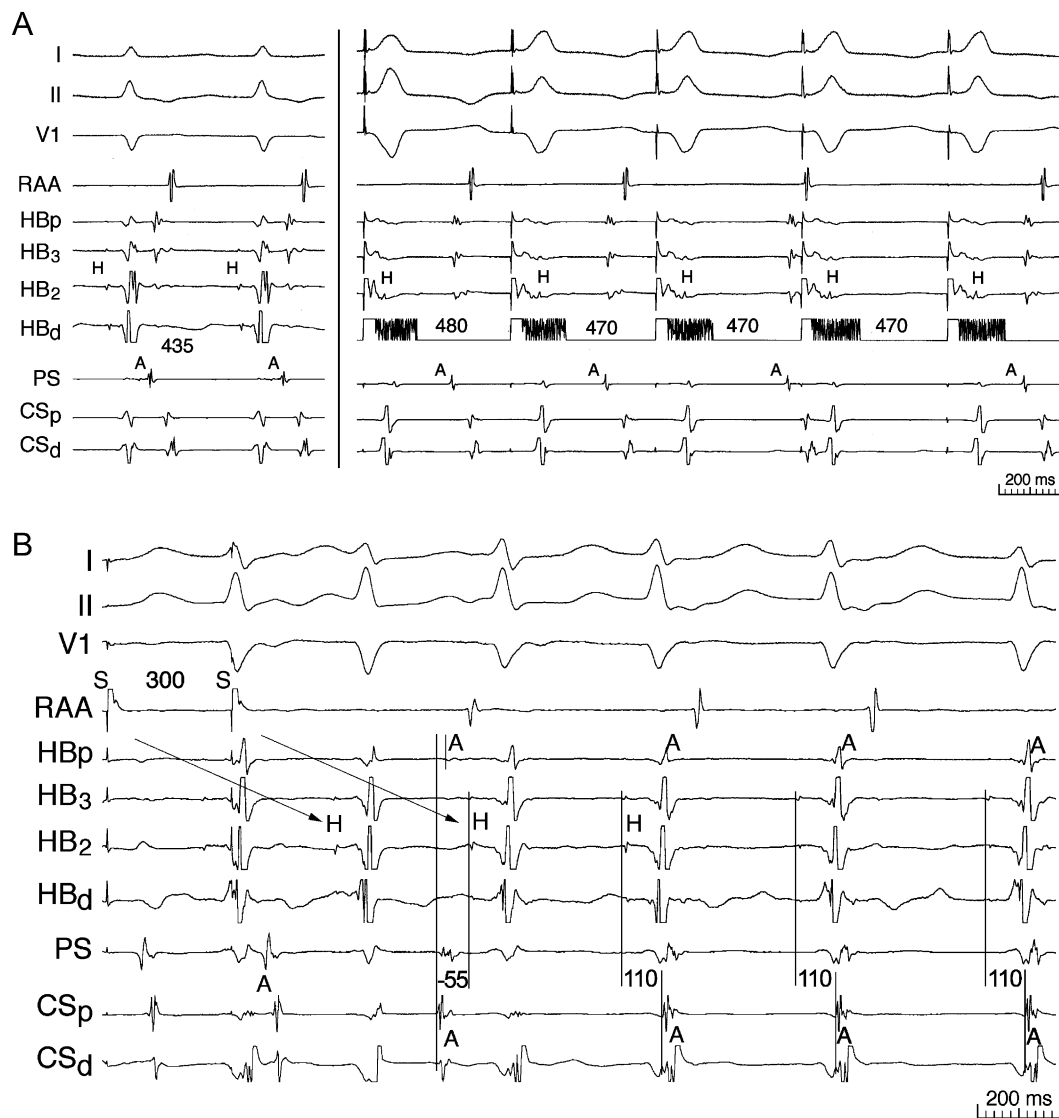 A
I
II
V1
RAA
HBp
HB3
H H H H H H H
HB2
HBd
435 480 470 470 470
A A A A A A
PS
CSp
CSd
200 ms
B
I
II
V1
S 300 S
RAA
HBp A A A A
HB3
H H H
HB2
HBd
PS
A -55 110 110 110
CSp
A A A A
CSd
200 ms